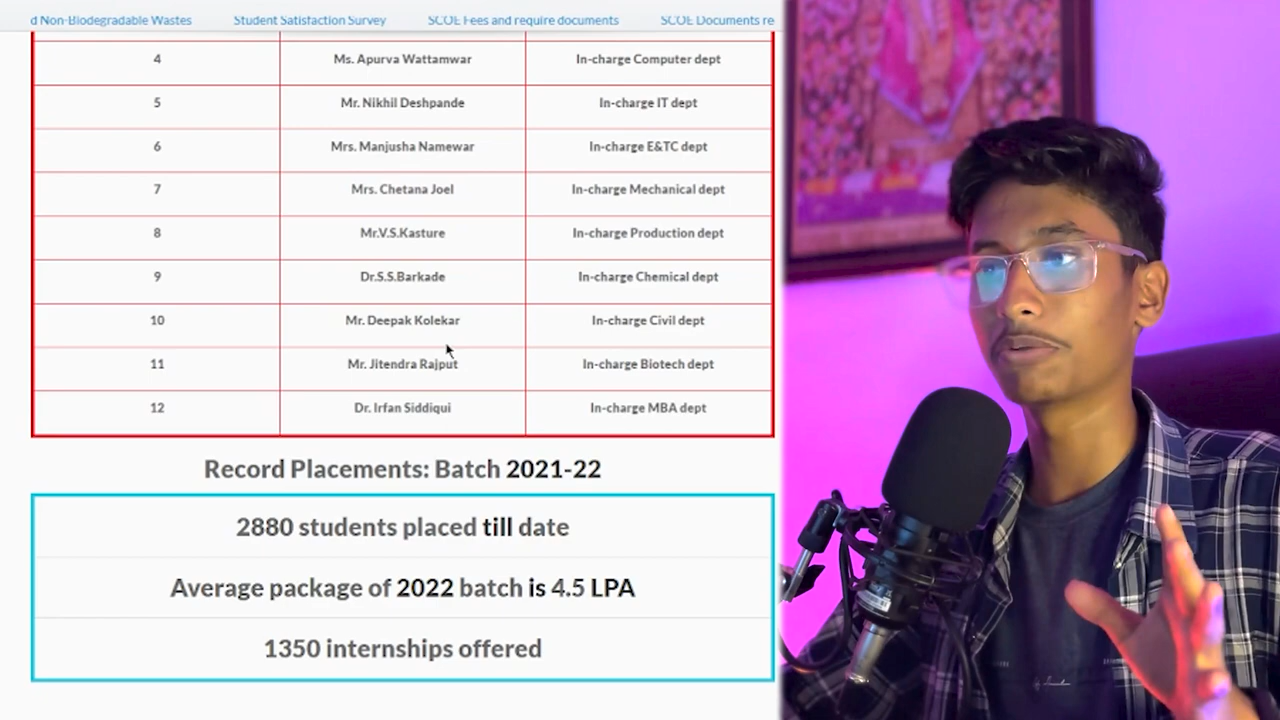 d Non-Biodegradable Wastes Student Satisfaction Survey SCOE Fees and require documents SCOE Documents re
4 Ms. Apurva Wattamwar In-charge Computer dept
5 Mr. Nikhil Deshpande In-charge IT dept
6 Mrs. Manjusha Namewar In-charge E&TC dept
7 Mrs. Chetana Joel In-charge Mechanical dept
8 Mr.V.S.Kasture In-charge Production dept
9 Dr.S.S.Barkade In-charge Chemical dept
10 Mr. Deepak Kolekar In-charge Civil dept
11 Mr. Jitendra Rajput In-charge Biotech dept
12 Dr. Irfan Siddiqui In-charge MBA dept
Record Placements: Batch 2021-22
2880 students placed till date
Average package of 2022 batch is 4.5 LPA
1350 internships offered